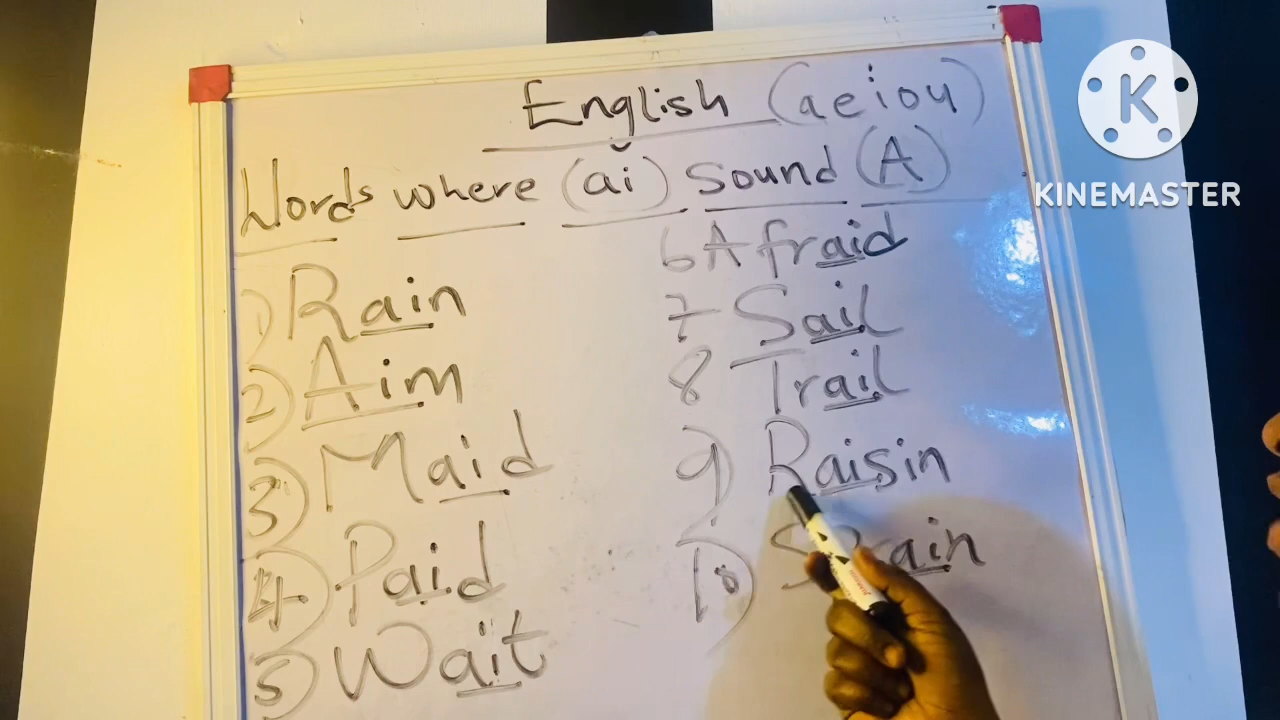 English (aeiou)
Words where (ai) Sound (A)
1) Rain
2) Aim
3) Maid
4) Paid
5) Wait
6 Afraid
7 Sail
8 Trail
9) Raisin
10)
K
KINEMASTER